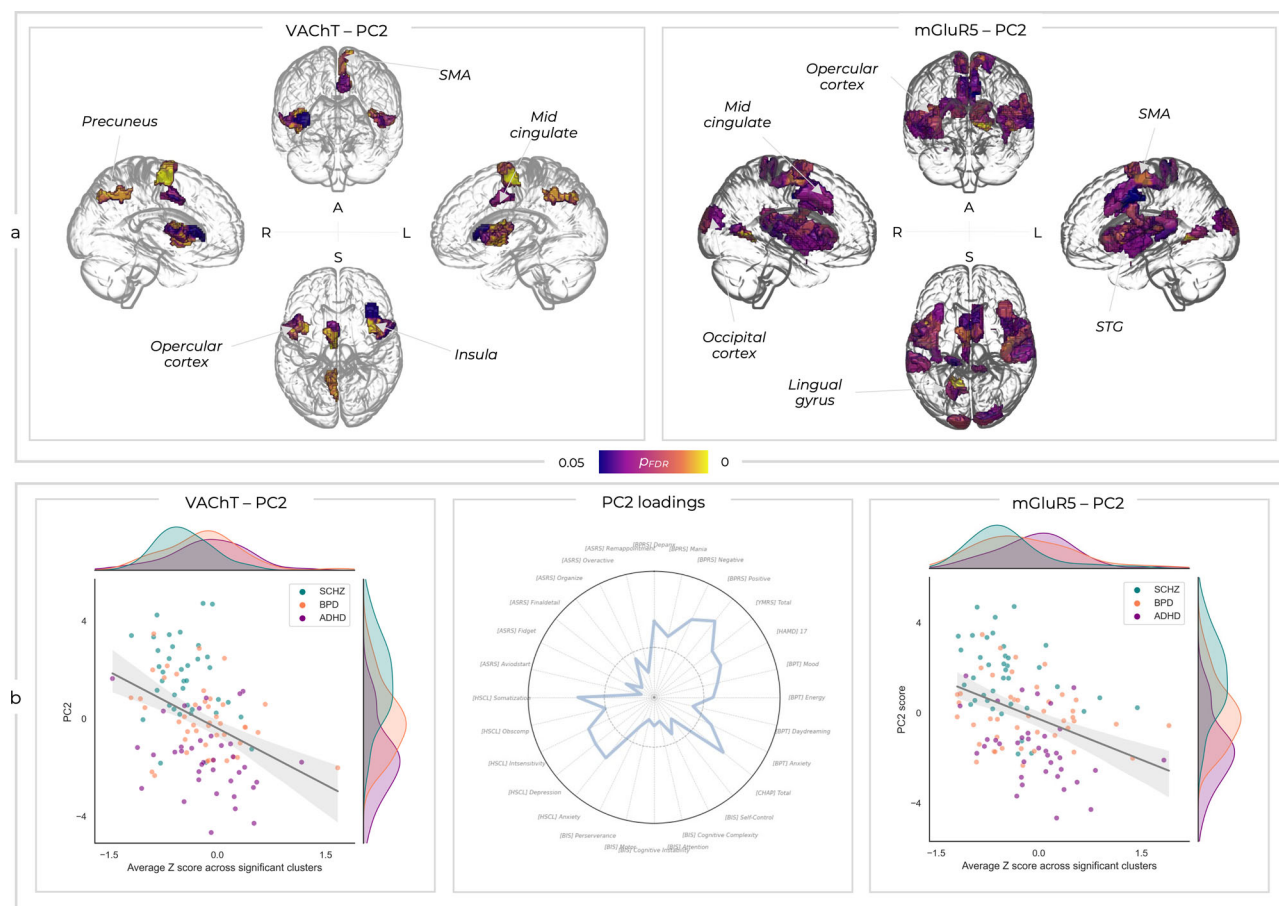 VAChT – PC2
SMA
Precuneus
Mid
cingulate
A
R
L
S
Opercular
cortex
Insula
mGluR5 – PC2
Opercular
cortex
Mid
cingulate
SMA
A
R
L
S
Occipital
cortex
STG
Lingual
gyrus
a
0.05
pFDR
0
b
VAChT – PC2
SCHZ
BPD
ADHD
4
0
−4
PC2
−1.5
0.0
1.5
Average Z score across significant clusters
PC2 loadings
[BPRS] Depanx
[BPRS] Mania
[BPRS] Negative
[BPRS] Positive
[YMRS] Total
[HAMD] 17
[BPT] Mood
[BPT] Energy
[BPT] Daydreaming
[BPT] Anxiety
[CHAP] Total
[BIS] Self-Control
[BIS] Cognitive Complexity
[BIS] Attention
[BIS] Cognitive Instability
[BIS] Motor
[BIS] Perserverance
[HSCL] Anxiety
[HSCL] Depression
[HSCL] Intsensitivity
[HSCL] Obscomp
[HSCL] Somatization
[ASRS] Avoidstart
[ASRS] Fidget
[ASRS] Finaldetail
[ASRS] Organize
[ASRS] Overactive
[ASRS] Remappointment
mGluR5 – PC2
SCHZ
BPD
ADHD
4
0
−4
PC2 score
−1.5
0.0
1.5
Average Z score across significant clusters